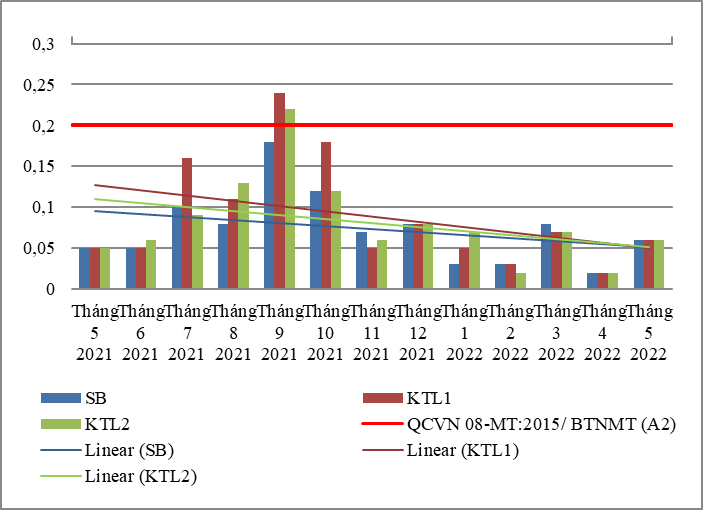 0,3
0,25
0,2
0,15
0,1
0,05
0
Tháng Tháng Tháng Tháng Tháng Tháng Tháng Tháng Tháng Tháng Tháng Tháng Tháng
5 6 7 8 9 10 11 12 1 2 3 4 5
2021 2021 2021 2021 2021 2021 2021 2021 2022 2022 2022 2022 2022
SB KTL1
KTL2 QCVN 08-MT:2015/ BTNMT (A2)
Linear (SB) Linear (KTL1)
Linear (KTL2)